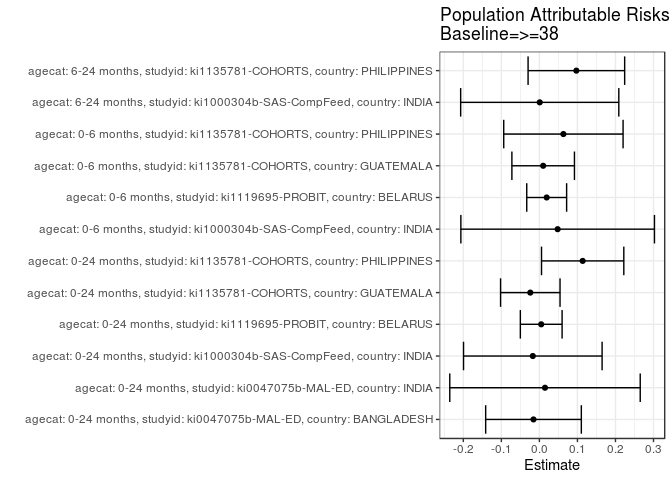 Population Attributable Risks
Baseline=>=38
agecat: 6-24 months, studyid: ki1135781-COHORTS, country: PHILIPPINES
agecat: 6-24 months, studyid: ki1000304b-SAS-CompFeed, country: INDIA
agecat: 0-6 months, studyid: ki1135781-COHORTS, country: PHILIPPINES
agecat: 0-6 months, studyid: ki1135781-COHORTS, country: GUATEMALA
agecat: 0-6 months, studyid: ki1119695-PROBIT, country: BELARUS
agecat: 0-6 months, studyid: ki1000304b-SAS-CompFeed, country: INDIA
agecat: 0-24 months, studyid: ki1135781-COHORTS, country: PHILIPPINES
agecat: 0-24 months, studyid: ki1135781-COHORTS, country: GUATEMALA
agecat: 0-24 months, studyid: ki1119695-PROBIT, country: BELARUS
agecat: 0-24 months, studyid: ki1000304b-SAS-CompFeed, country: INDIA
agecat: 0-24 months, studyid: ki0047075b-MAL-ED, country: INDIA
agecat: 0-24 months, studyid: ki0047075b-MAL-ED, country: BANGLADESH
-0.2 -0.1 0.0 0.1 0.2 0.3
Estimate